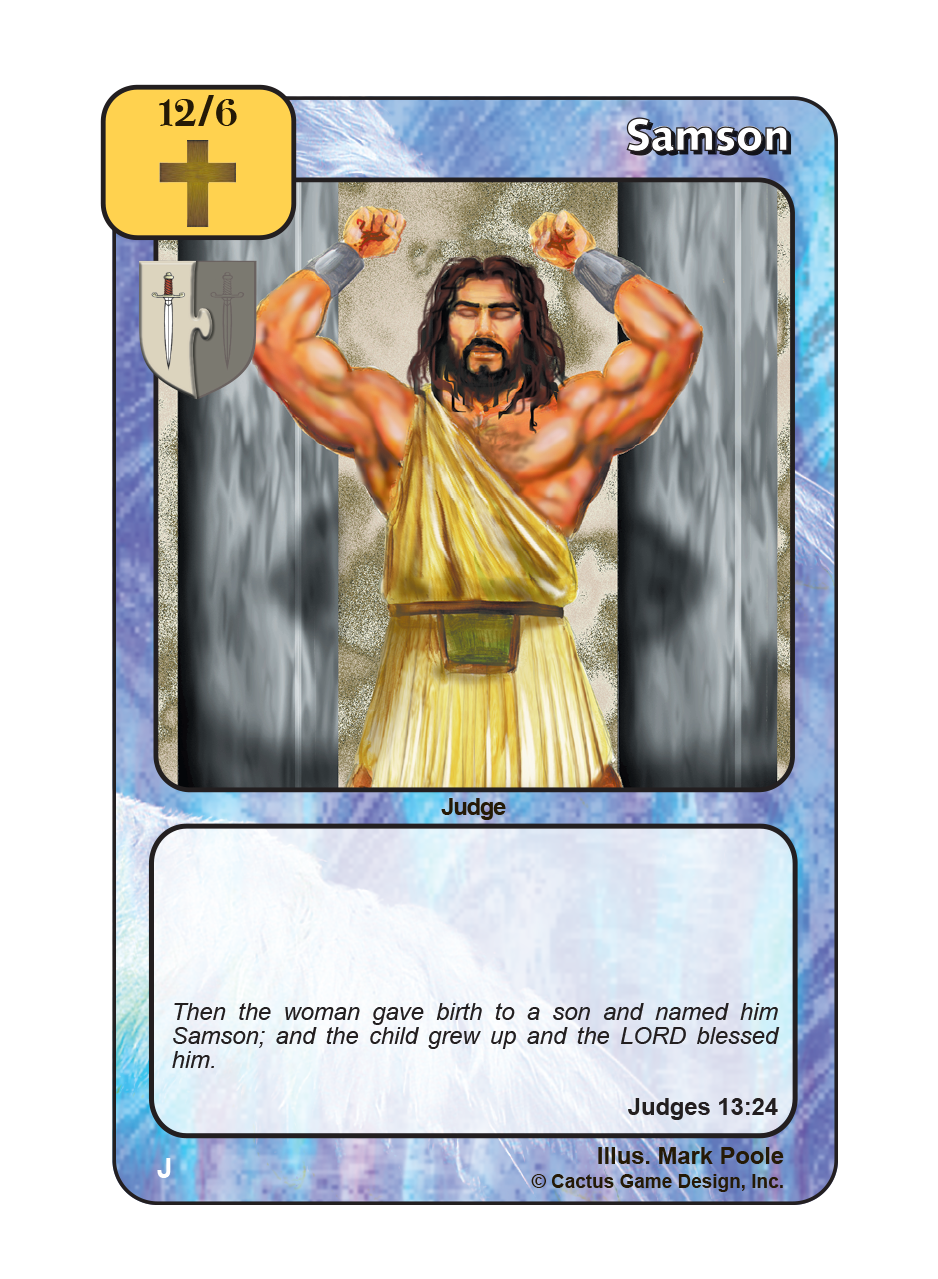 12/6
Samson
Judge
Then the woman gave birth to a son and named him
Samson; and the child grew up and the LORD blessed
him.
Judges 13:24
Illus. Mark Poole
J
© Cactus Game Design, Inc.